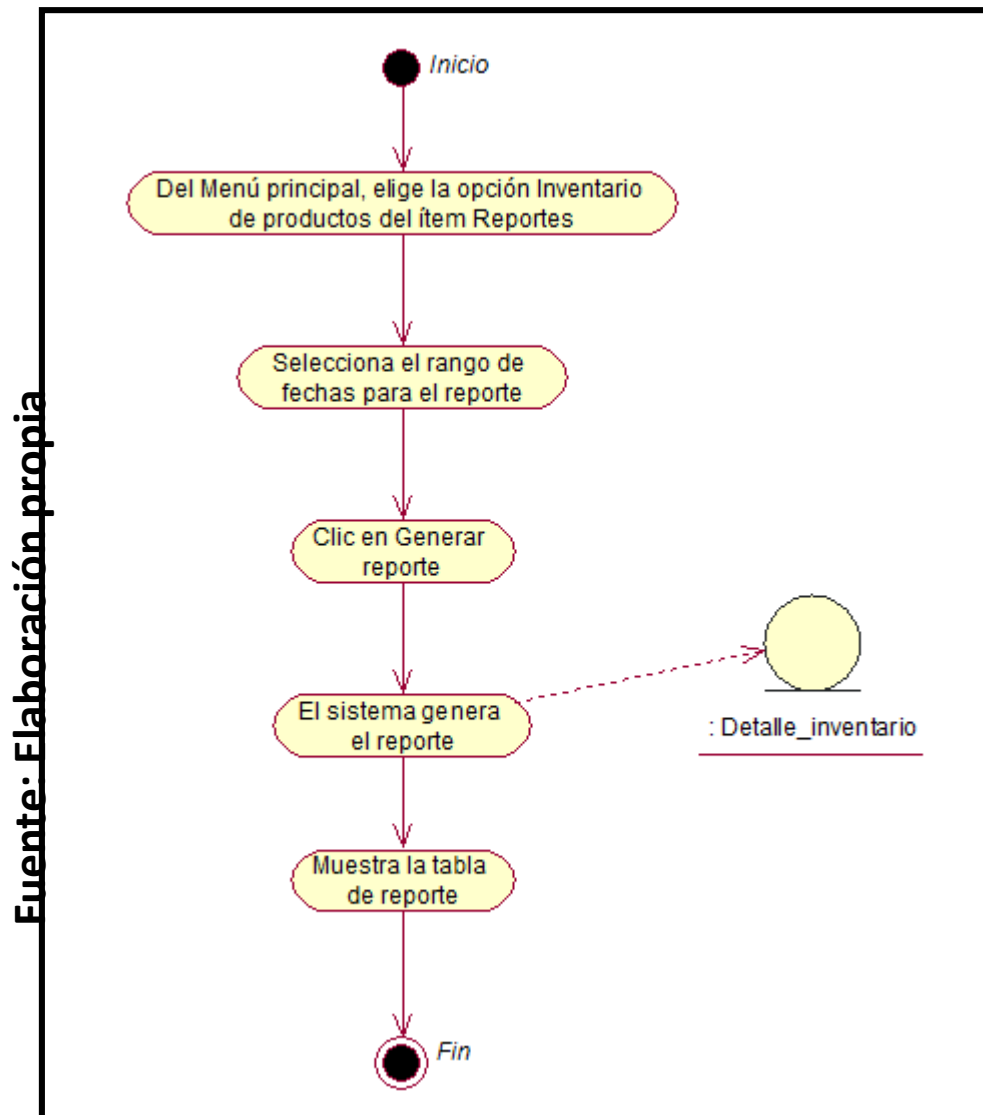 Inicio
Del Menú principal, elige la opción Inventario
de productos del ítem Reportes
Selecciona el rango de
fechas para el reporte
Clic en Generar
reporte
El sistema genera
el reporte
: Detalle_inventario
Muestra la tabla
de reporte
Fin
Fuente: Elaboración propia